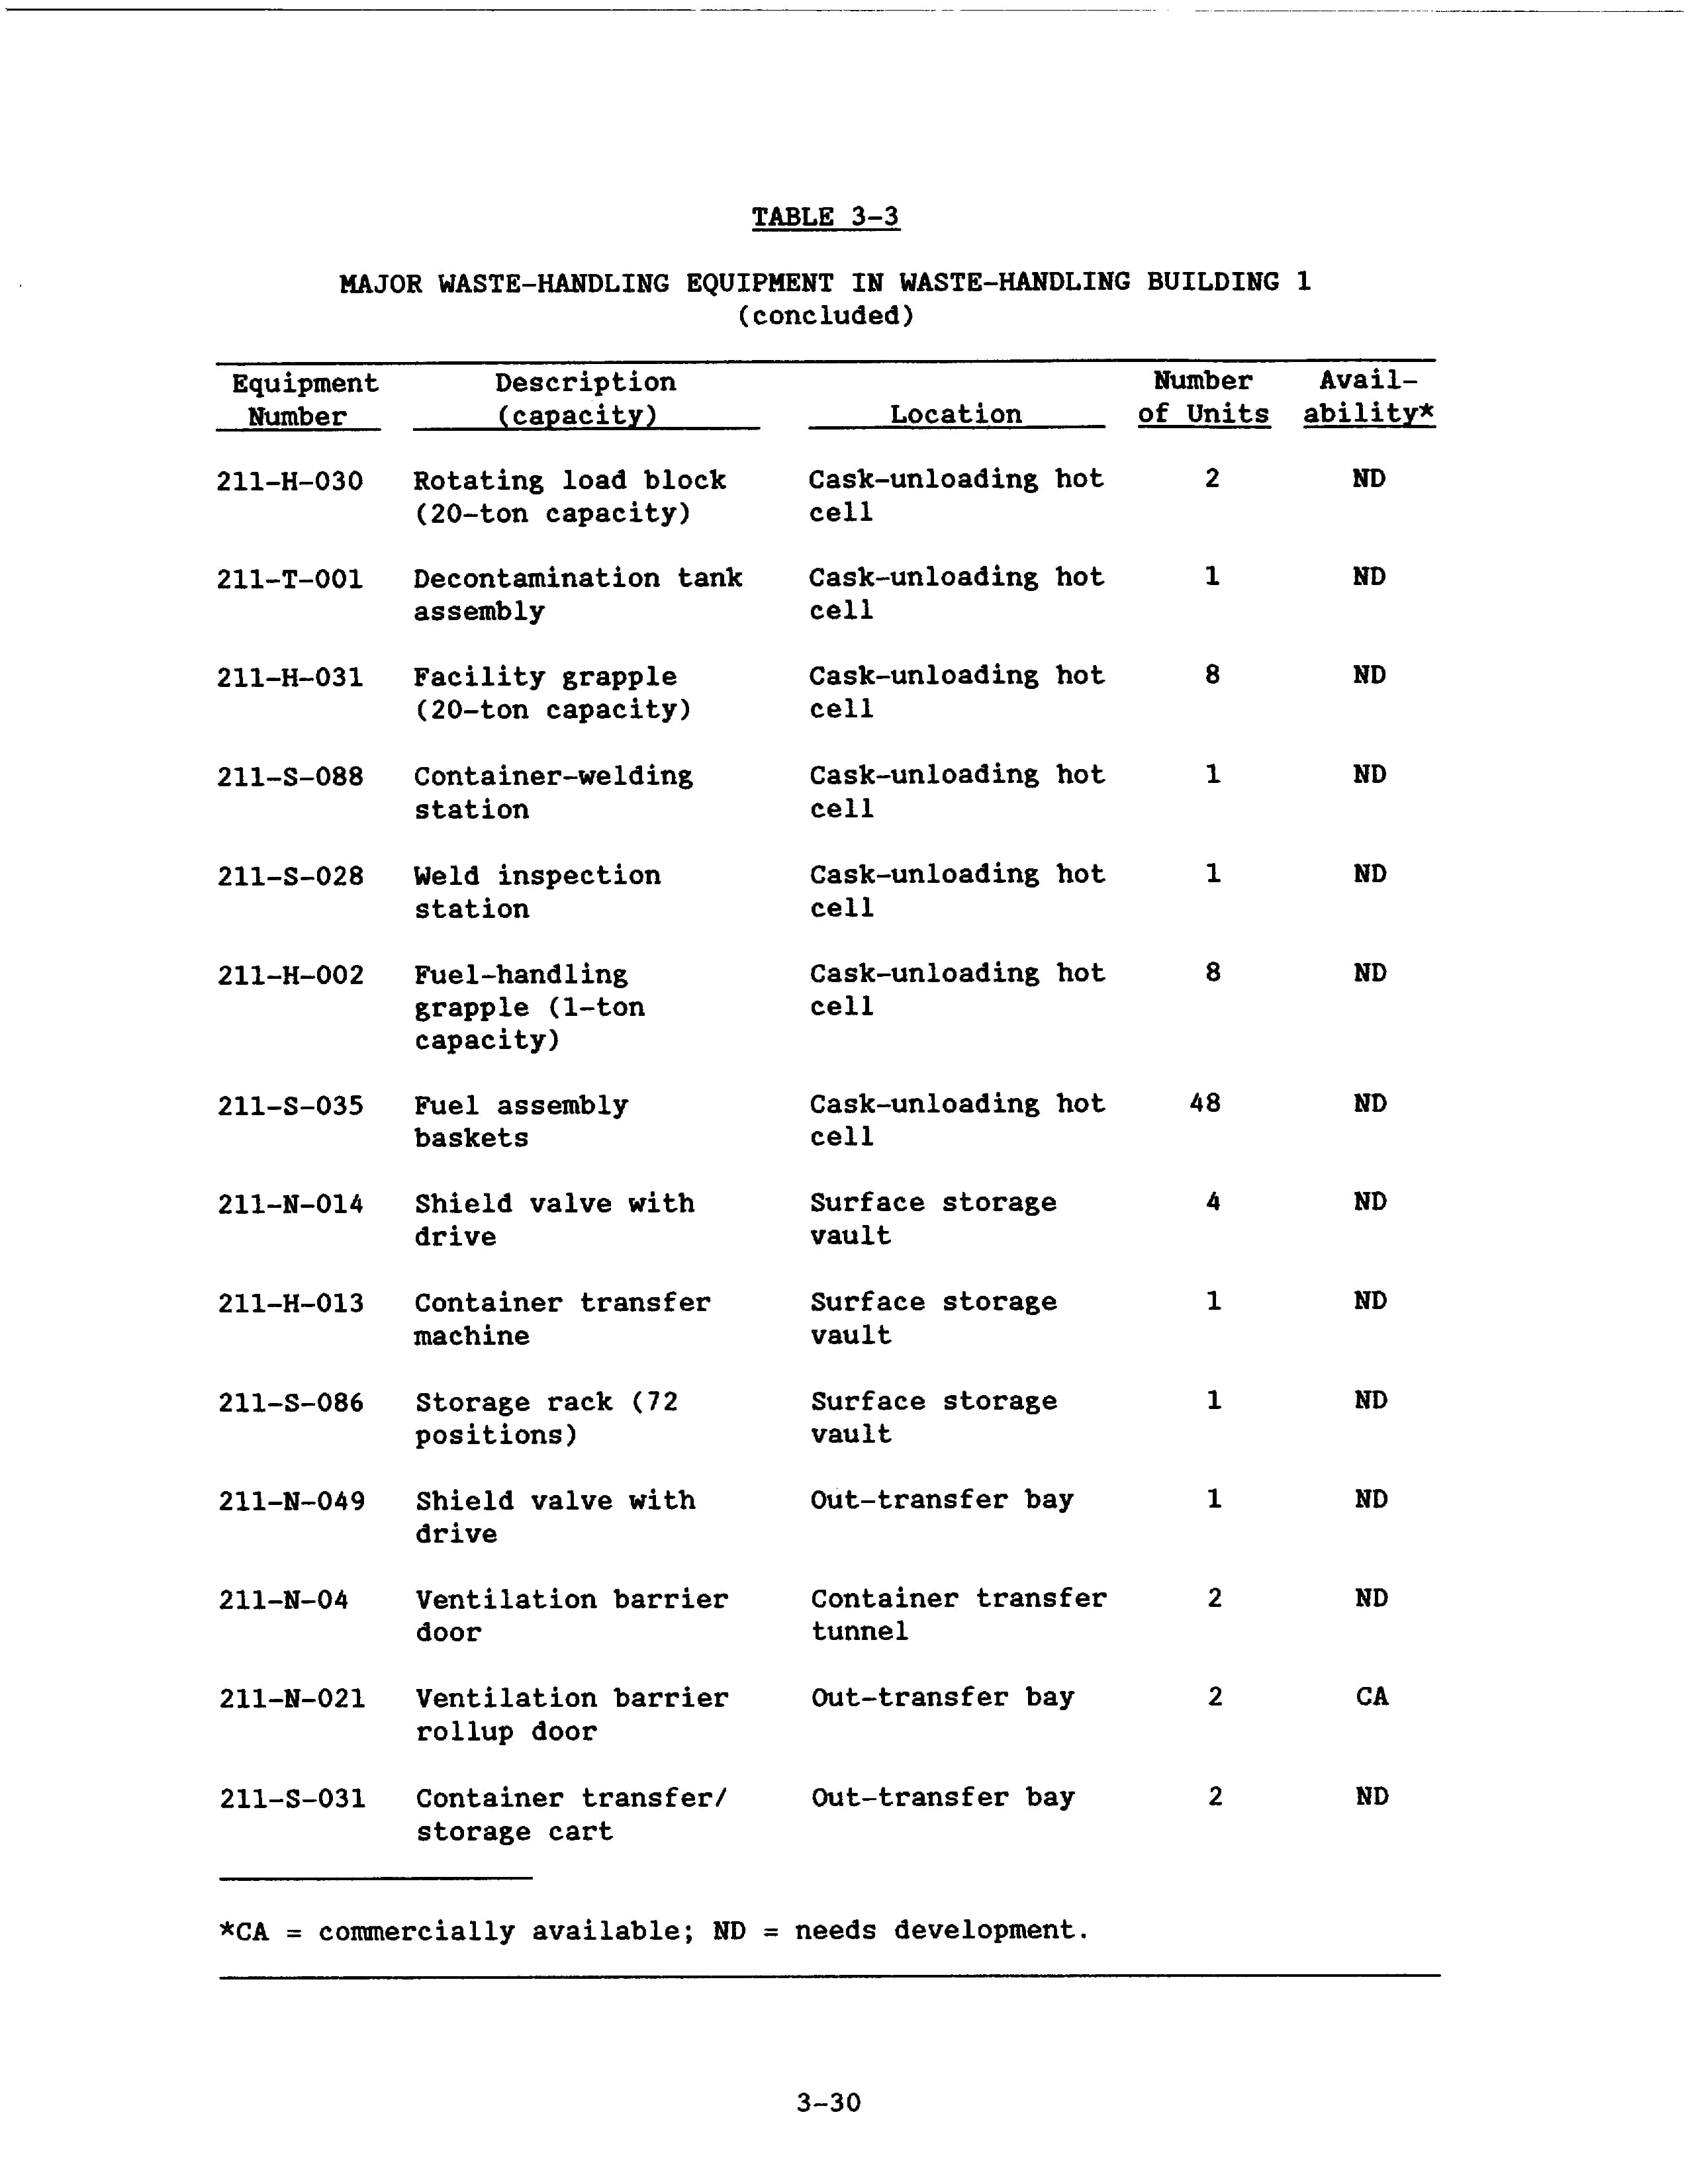 TABLE 3-3
MAJOR WASTE-HANDLING EQUIPMENT IN WASTE-HANDLING BUILDING 1
(concluded)
Equipment Description Number Avail-
Number (capacity) Location of Units ability*
211-H-030 Rotating load block Cask-unloading hot 2 ND
(20-ton capacity) cell
211-T-001 Decontamination tank Cask-unloading hot 1 ND
assembly cell
211-H-031 Facility grapple Cask-unloading hot 8 ND
(20-ton capacity) cell
211-S-088 Container-welding Cask-unloading hot 1 ND
station cell
211-S-028 Weld inspection Cask-unloading hot 1 ND
station cell
211-H-002 Fuel-handling Cask-unloading hot 8 ND
grapple (1-ton cell
capacity)
211-S-035 Fuel assembly Cask-unloading hot 48 ND
baskets cell
211-N-014 Shield valve with Surface storage 4 ND
drive vault
211-H-013 Container transfer Surface storage 1 ND
machine vault
211-S-086 Storage rack (72 Surface storage 1 ND
positions) vault
211-N-049 Shield valve with Out-transfer bay 1 ND
drive
211-N-04 Ventilation barrier Container transfer 2 ND
door tunnel
211-N-021 Ventilation barrier Out-transfer bay 2 CA
rollup door
211-S-031 Container transfer/ Out-transfer bay 2 ND
storage cart
*CA = commercially available; ND = needs development.
3-30